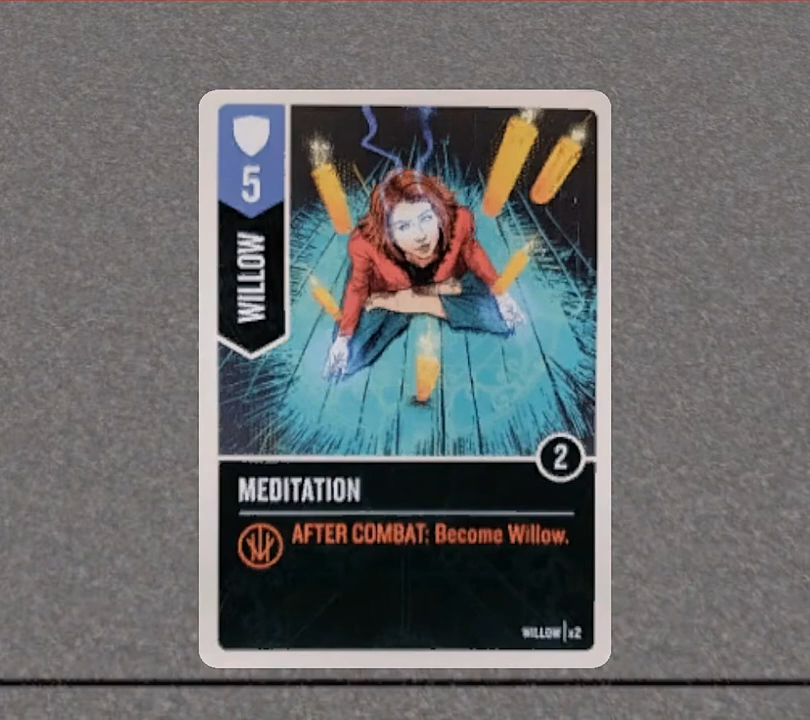 5
WILLOW
2
MEDITATION
AFTER COMBAT: Become Willow.
WILLOW | x2